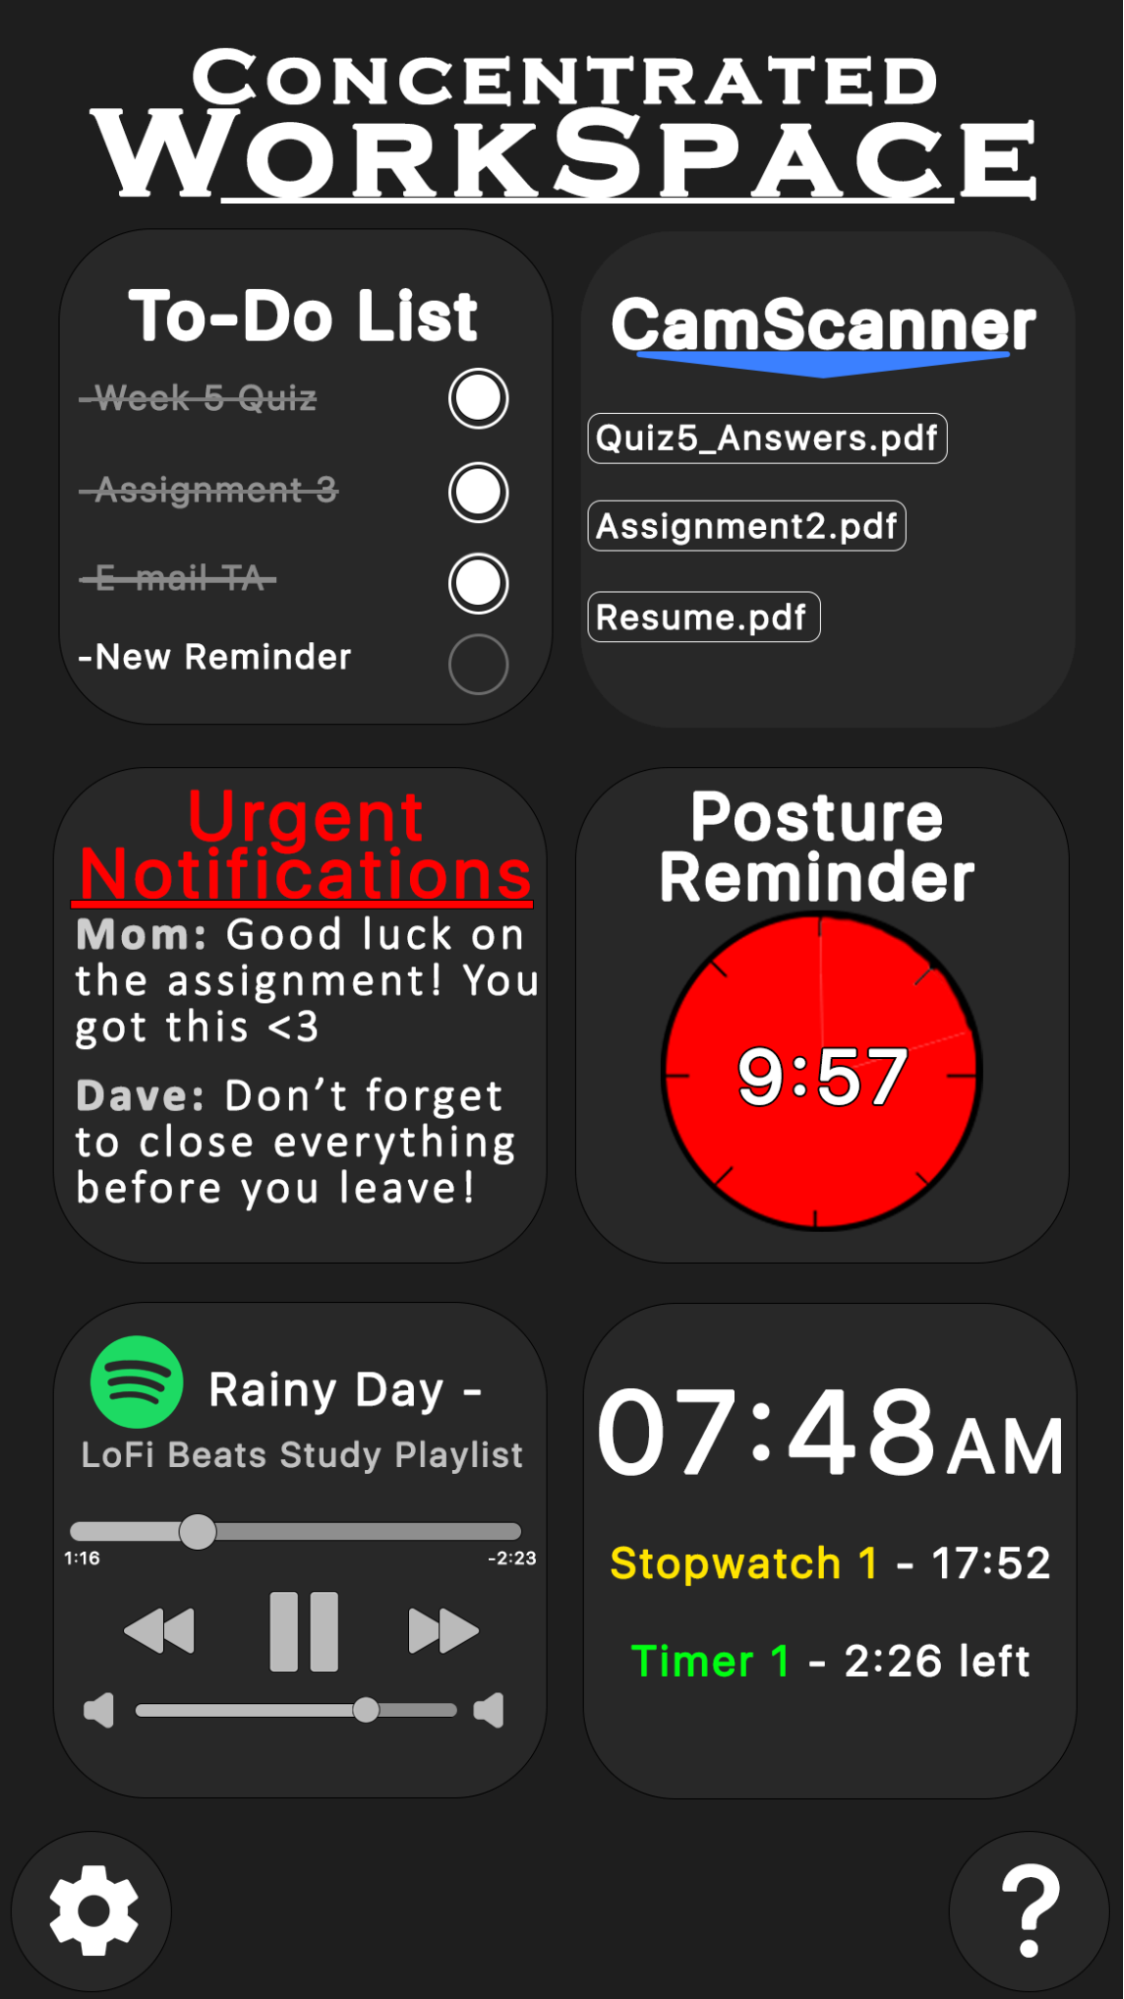 CONCENTRATED
WORKSPACE
To-Do List
-Week 5 Quiz
-Assignment 3
-E-mail TA
-New Reminder
CamScanner
Quiz5_Answers.pdf
Assignment2.pdf
Resume.pdf
Urgent
Notifications
Mom: Good luck on
the assignment! You
got this <3
Dave: Don’t forget
to close everything
before you leave!
Posture
Reminder
9:57
Rainy Day -
LoFi Beats Study Playlist
1:16
-2:23
07:48AM
Stopwatch 1 - 17:52
Timer 1 - 2:26 left
?